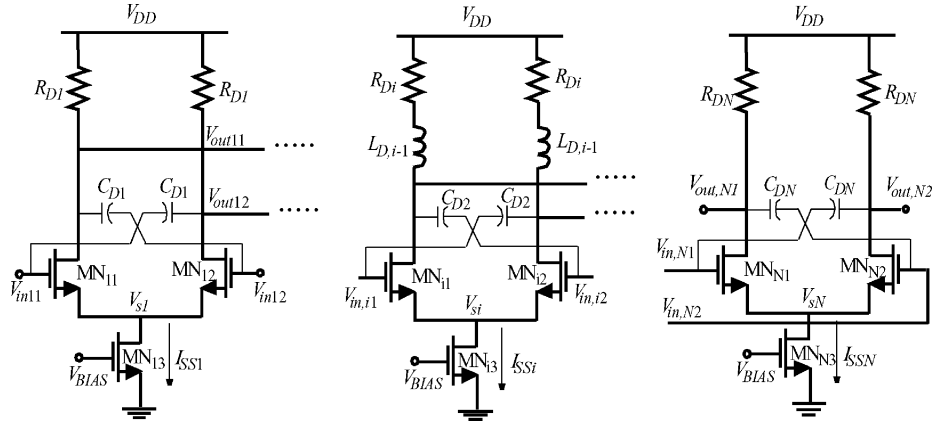 V_DD V_DD V_DD
R_D1 R_D1 R_Di R_Di R_DN R_DN
L_D,i-1 L_D,i-1
V_out11 .....
V_out12 .....
C_D1 C_D1
..... .....
C_D2 C_D2
V_out,N1 C_DN C_DN V_out,N2
MN_11 MN_12 MN_i1 MN_i2 MN_N1 MN_N2
V_in11 V_in12 V_in,i1 V_in,i2 V_in,N1
V_in,N2
V_s1 V_si V_sN
MN_13 I_SS1 MN_i3 I_SSi MN_N3 I_SSN
V_BIAS V_BIAS V_BIAS